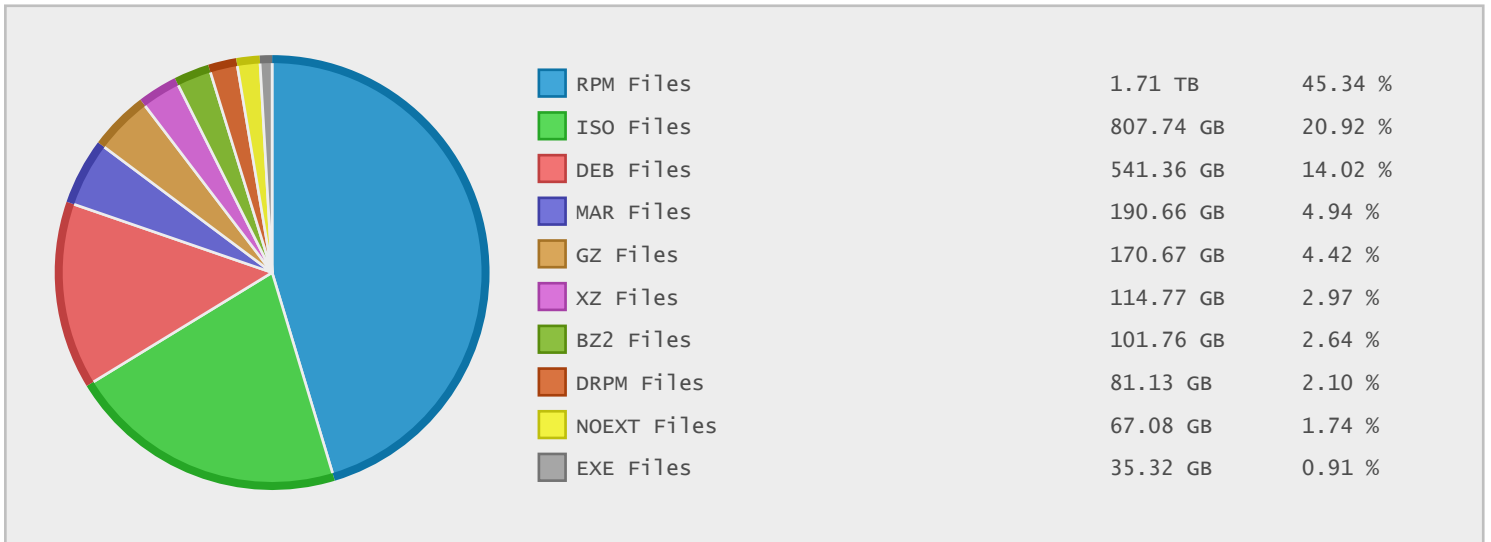 RPM Files 1.71 TB 45.34 %
ISO Files 807.74 GB 20.92 %
DEB Files 541.36 GB 14.02 %
MAR Files 190.66 GB 4.94 %
GZ Files 170.67 GB 4.42 %
XZ Files 114.77 GB 2.97 %
BZ2 Files 101.76 GB 2.64 %
DRPM Files 81.13 GB 2.10 %
NOEXT Files 67.08 GB 1.74 %
EXE Files 35.32 GB 0.91 %